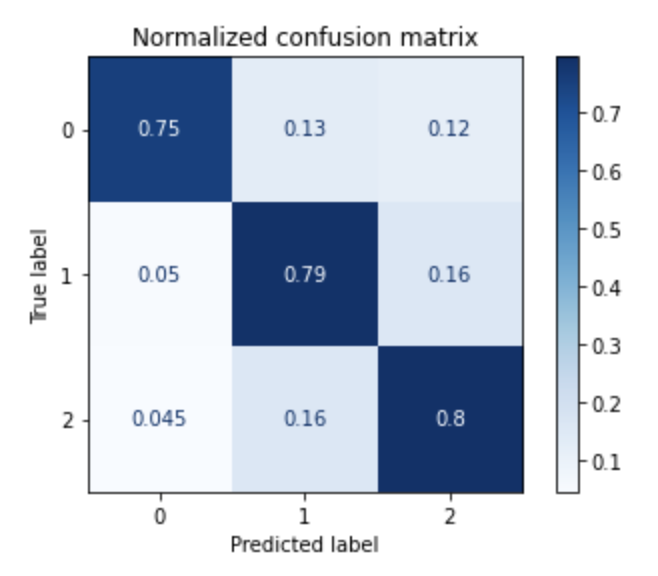 Normalized confusion matrix
0 0.75 0.13 0.12
1 0.05 0.79 0.16
2 0.045 0.16 0.8
0 1 2
Predicted label
True label
0.7
0.6
0.5
0.4
0.3
0.2
0.1